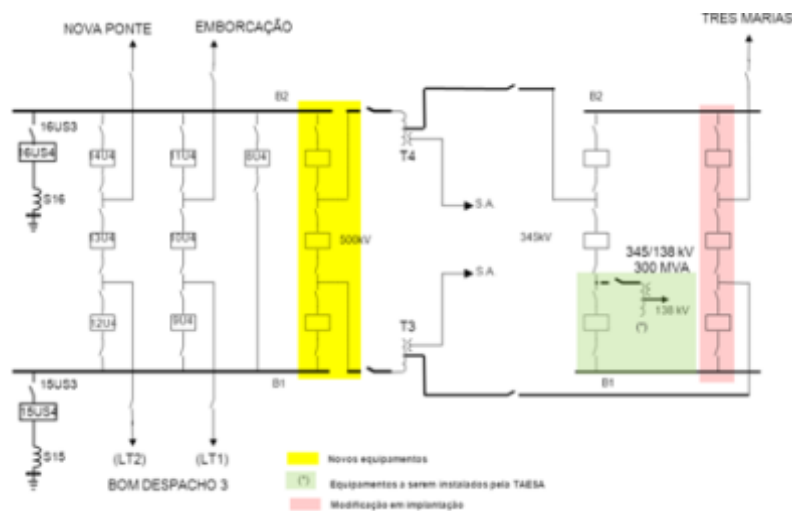 NOVA PONTE
EMBORCAÇÃO
TRES MARIAS
B2
B2
16US3
16US4
S16
14U4
11U4
8U4
T4
S.A.
13U4
10U4
500kV
345kV
345/138 kV
300 MVA
S.A.
138 kV
(*)
12U4
9U4
T3
B1
B1
15US3
15US4
S15
(LT2)
(LT1)
BOM DESPACHO 3
Novos equipamentos
(*)
Equipamentos a serem instalados pela TAESA
Modificação em implantação